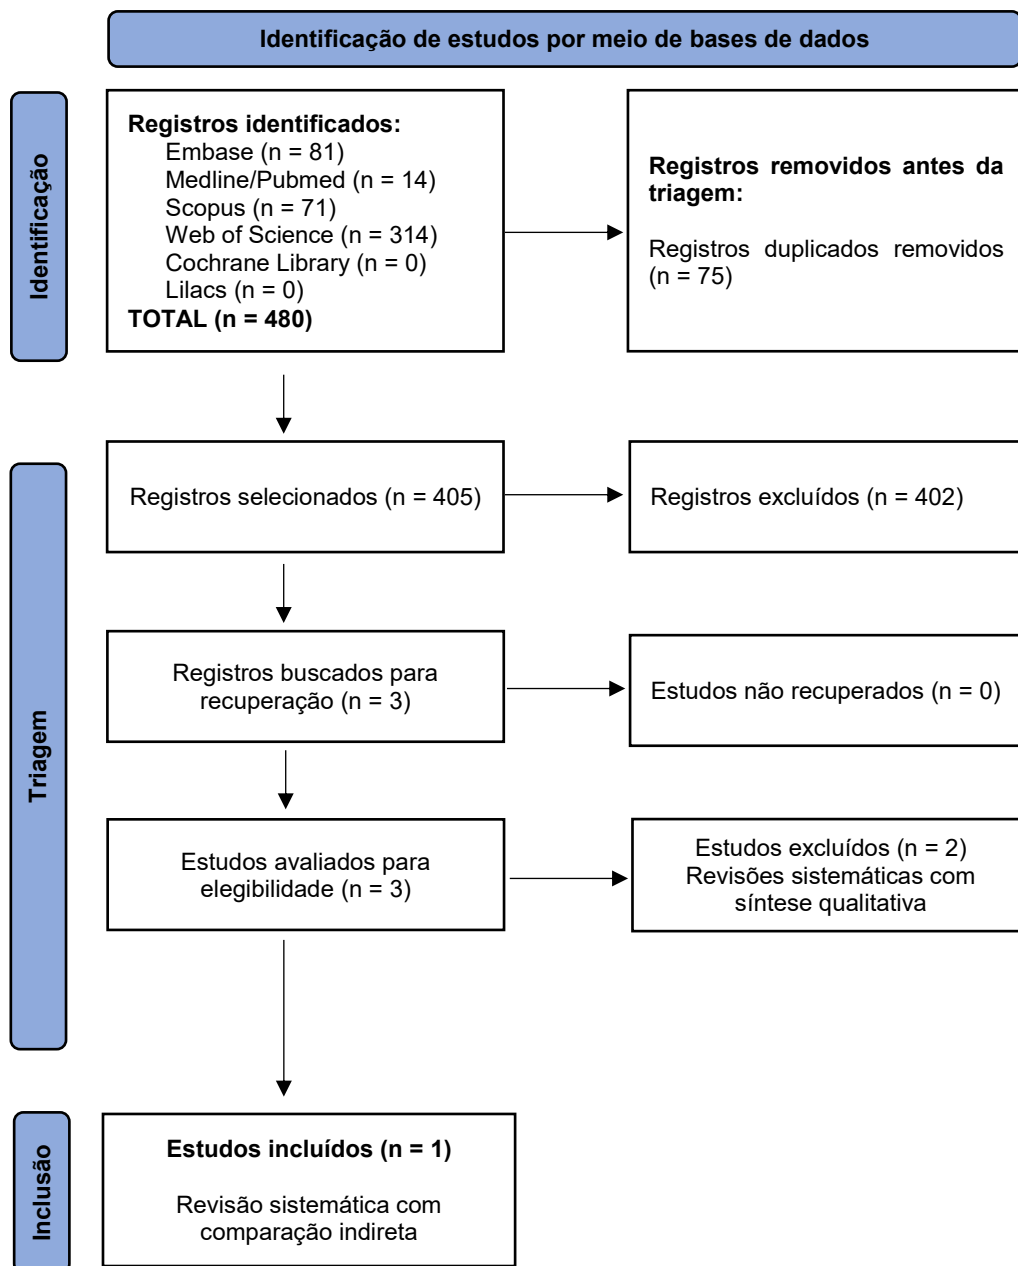 Identificação de estudos por meio de bases de dados
Identificação
Registros identificados:
Embase (n = 81)
Medline/Pubmed (n = 14)
Scopus (n = 71)
Web of Science (n = 314)
Cochrane Library (n = 0)
Lilacs (n = 0)
TOTAL (n = 480)
Registros removidos antes da
triagem:
Registros duplicados removidos
(n = 75)
Triagem
Registros selecionados (n = 405)
Registros excluídos (n = 402)
Registros buscados para
recuperação (n = 3)
Estudos não recuperados (n = 0)
Estudos avaliados para
elegibilidade (n = 3)
Estudos excluídos (n = 2)
Revisões sistemáticas com
síntese qualitativa
Inclusão
Estudos incluídos (n = 1)
Revisão sistemática com
comparação indireta